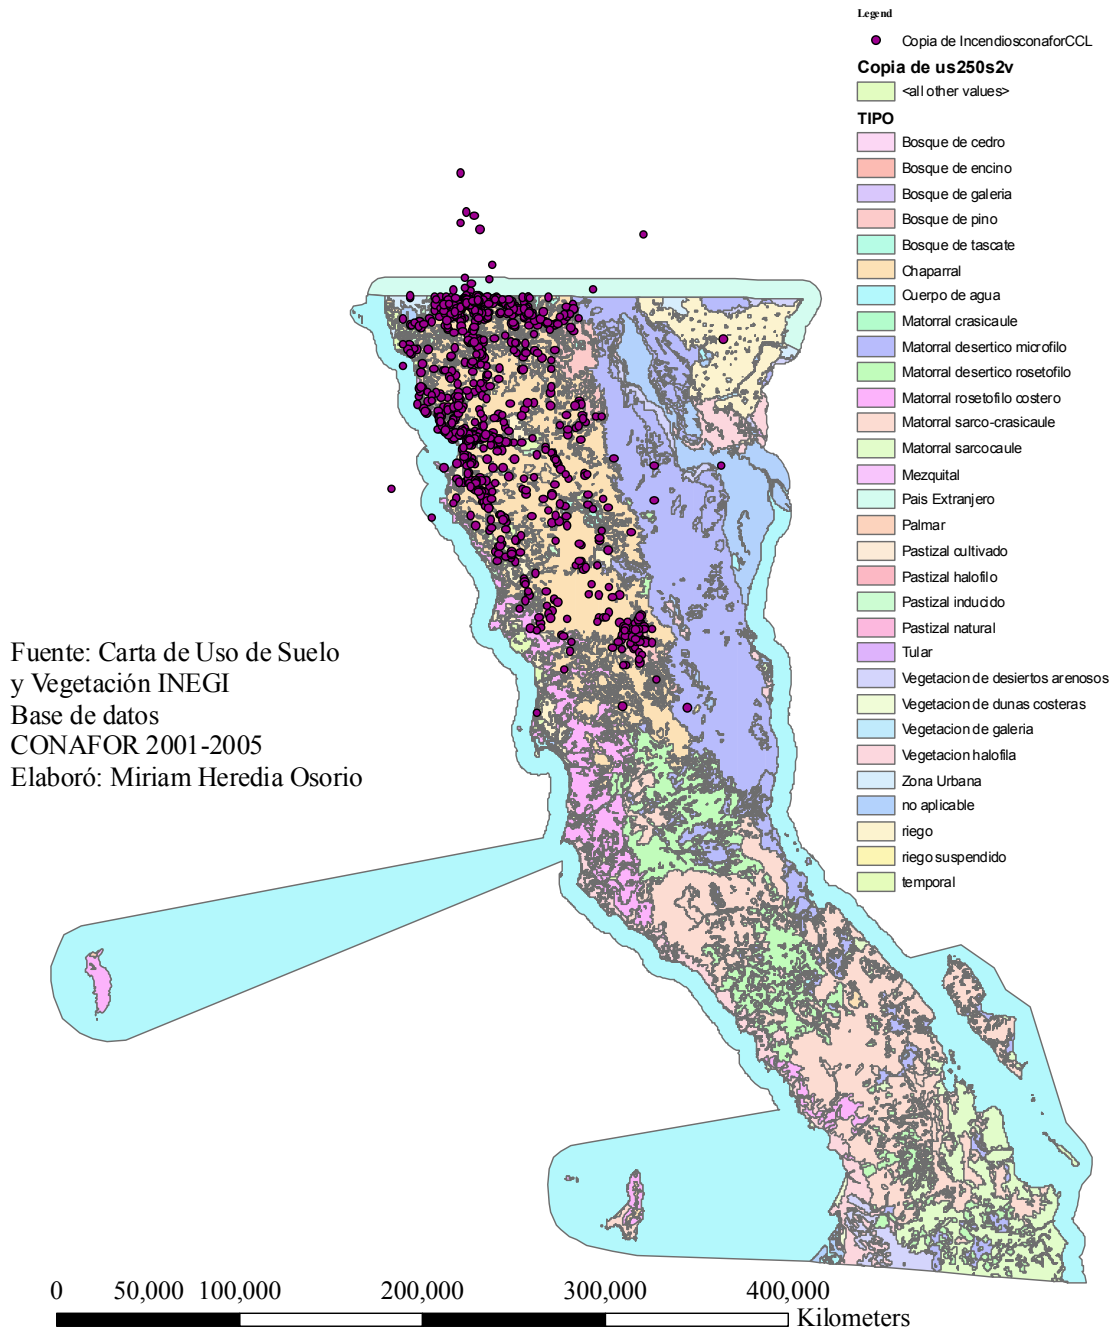 Legend
Copia de IncendiosconaforCCL
Copia de us250s2v
<all other values>
TIPO
Bosque de cedro
Bosque de encino
Bosque de galeria
Bosque de pino
Bosque de tascate
Chaparral
Cuerpo de agua
Matorral crasicaule
Matorral desertico microfilo
Matorral desertico rosetofilo
Matorral rosetofilo costero
Matorral sarco-crasicaule
Matorral sarcocaule
Mezquital
Pais Extranjero
Palmar
Pastizal cultivado
Pastizal halofilo
Pastizal inducido
Pastizal natural
Tular
Vegetacion de desiertos arenosos
Vegetacion de dunas costeras
Vegetacion de galeria
Vegetacion halofila
Zona Urbana
no aplicable
riego
riego suspendido
temporal
Fuente: Carta de Uso de Suelo
y Vegetación INEGI
Base de datos
CONAFOR 2001-2005
Elaboró: Miriam Heredia Osorio
0 50,000 100,000 200,000 300,000 400,000
Kilometers